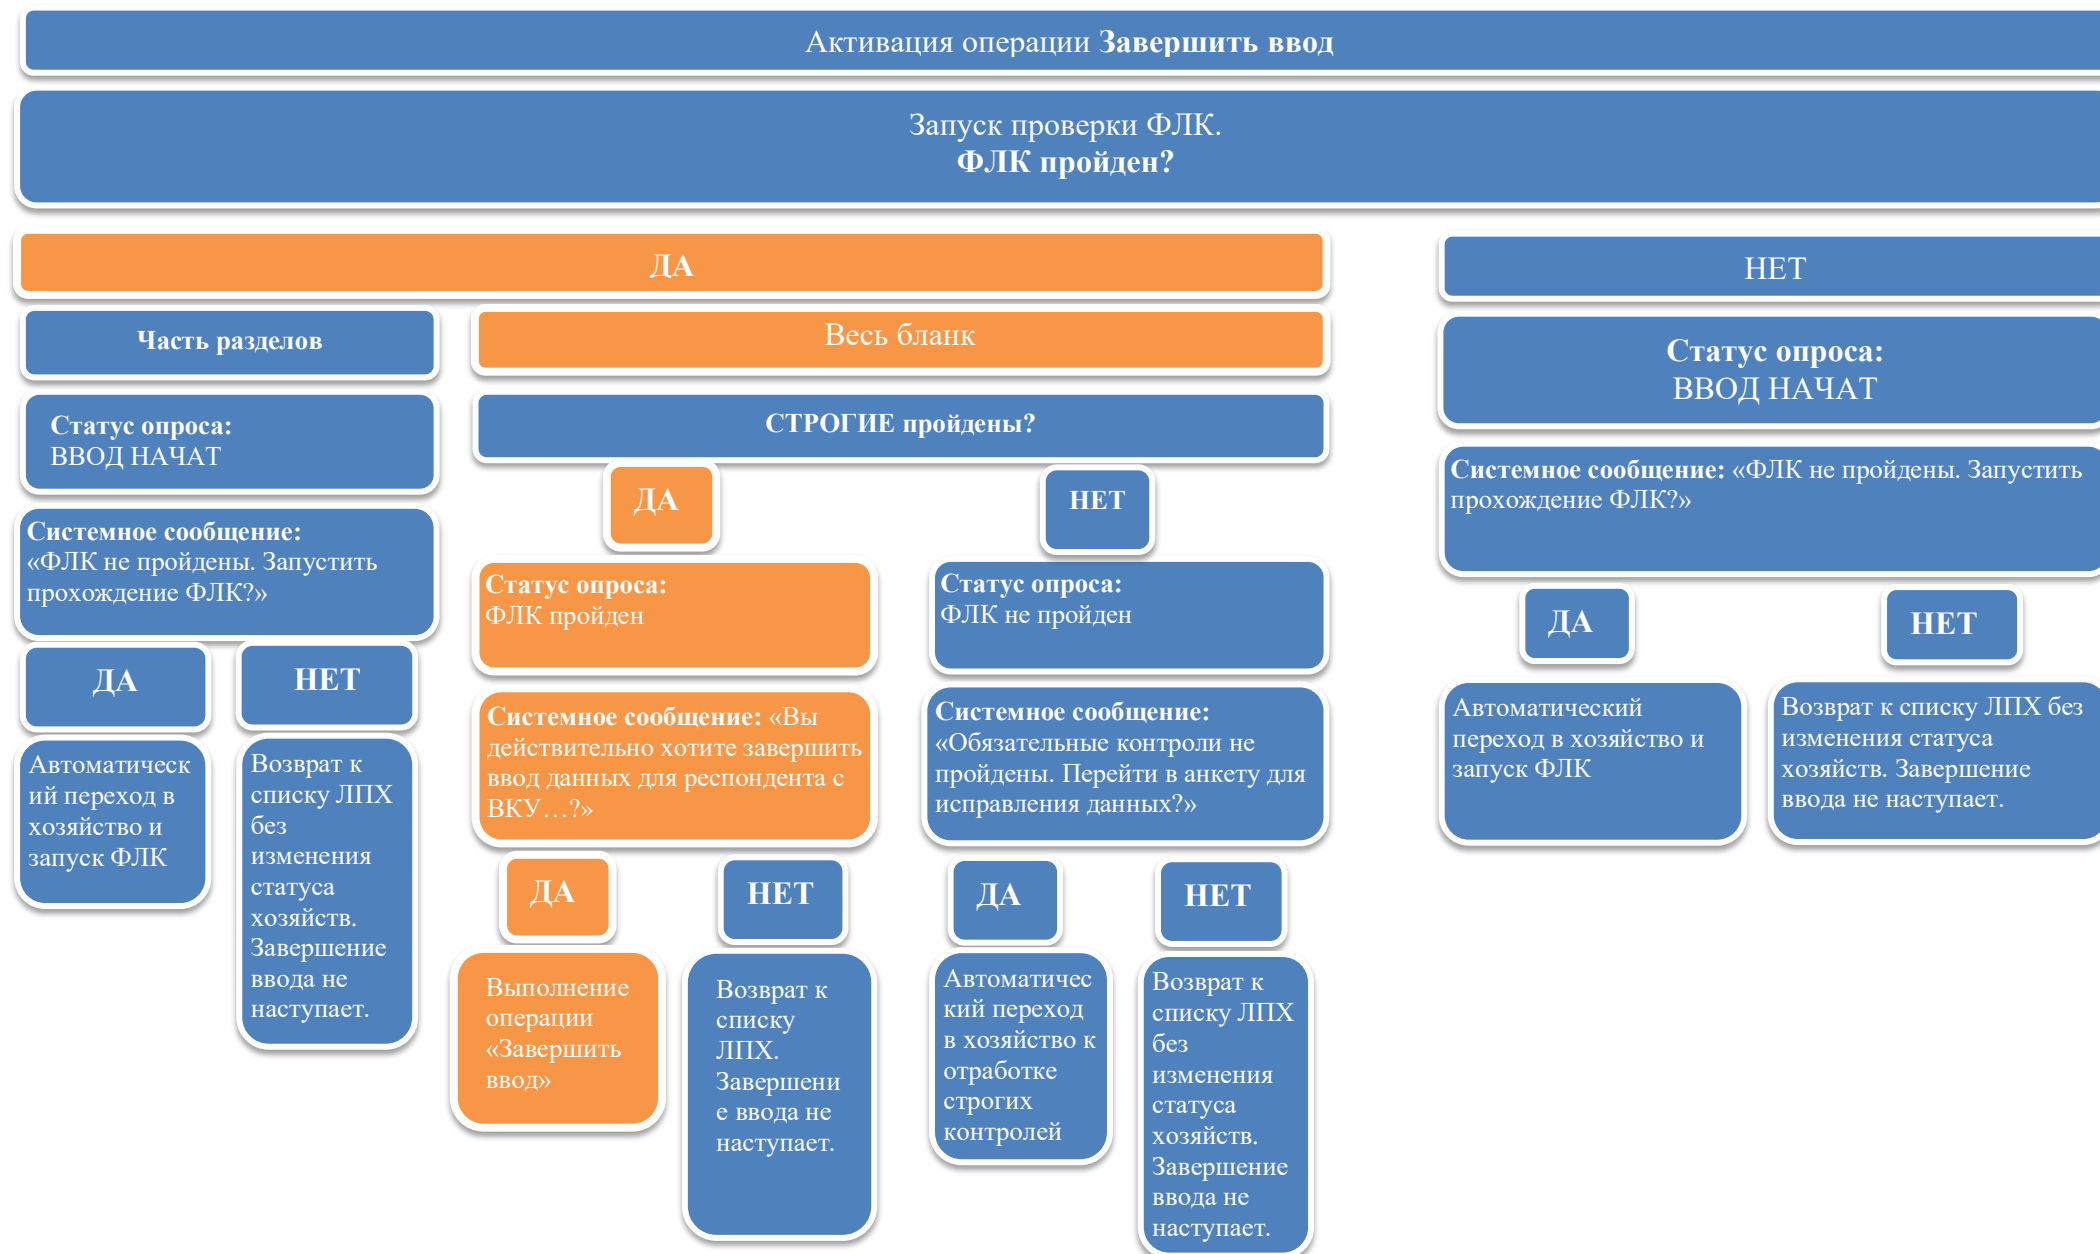 Активация операции Завершить ввод
Запуск проверки ФЛК.
ФЛК пройден?
ДА
НЕТ
Часть разделов
Весь бланк
Статус опроса:
ВВОД НАЧАТ
Статус опроса:
ВВОД НАЧАТ
СТРОГИЕ пройдены?
Системное сообщение: «ФЛК не пройдены. Запустить
прохождение ФЛК?»
ДА
НЕТ
Системное сообщение:
«ФЛК не пройдены. Запустить
прохождение ФЛК?»
Статус опроса:
ФЛК пройден
Статус опроса:
ФЛК не пройден
ДА
НЕТ
ДА
НЕТ
Системное сообщение: «Вы
действительно хотите завершить
ввод данных для респондента с
ВКУ…?»
Системное сообщение:
«Обязательные контроли не
пройдены. Перейти в анкету для
исправления данных?»
Автоматический
переход в хозяйство и
запуск ФЛК
Возврат к списку ЛПХ без
изменения статуса
хозяйств. Завершение
ввода не наступает.
Автоматическ
ий переход в
хозяйство и
запуск ФЛК
Возврат к
списку ЛПХ
без
изменения
статуса
хозяйств.
Завершение
ввода не
наступает.
ДА
НЕТ
ДА
НЕТ
Выполнение
операции
«Завершить
ввод»
Возврат к
списку
ЛПХ.
Завершени
е ввода не
наступает.
Автоматичес
кий переход
в хозяйство к
отработке
строгих
контролей
Возврат к
списку ЛПХ
без
изменения
статуса
хозяйств.
Завершение
ввода не
наступает.